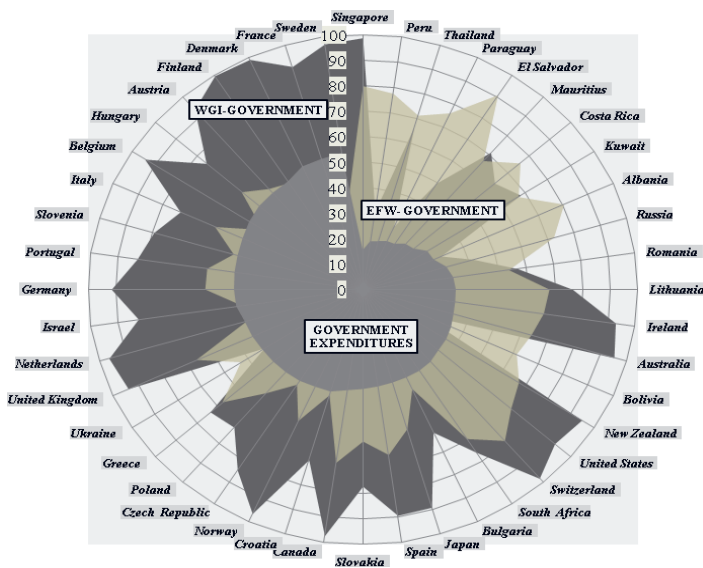 Singapore
Peru
Thailand
Paraguay
El Salvador
Mauritius
Costa Rica
Kuwait
Albania
Russia
Romania
Lithuania
Ireland
Australia
Bolivia
New Zealand
United States
Switzerland
South Africa
Bulgaria
Japan
Spain
Slovakia
Canada
Croatia
Norway
Czech Republic
Poland
Greece
Ukraine
United Kingdom
Netherlands
Israel
Germany
Portugal
Slovenia
Italy
Belgium
Hungary
Austria
Finland
Denmark
France
Sweden
100
90
80
70
60
50
40
30
20
10
0
WGI-GOVERNMENT
EFW- GOVERNMENT
GOVERNMENT
EXPENDITURES